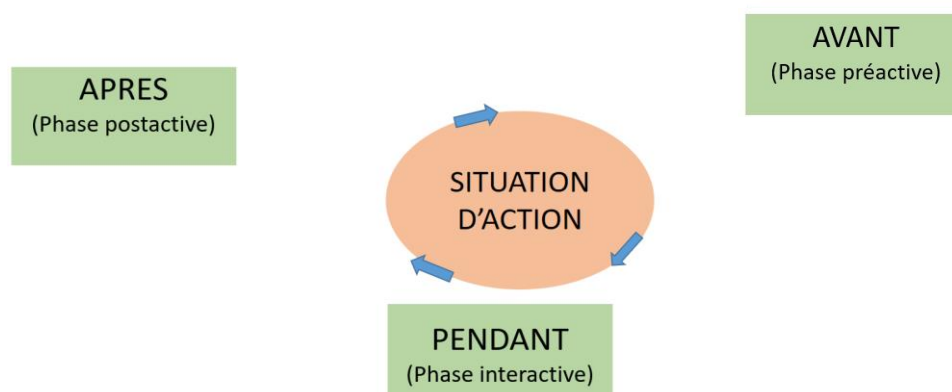 AVANT
(Phase préactive)
APRES
(Phase postactive)
SITUATION
D’ACTION
PENDANT
(Phase interactive)